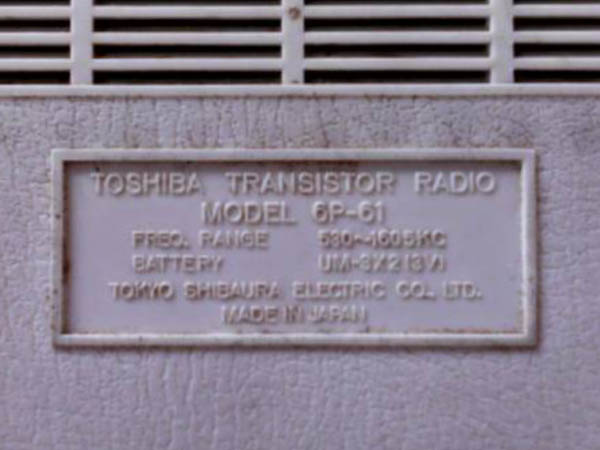 TOSHIBA TRANSISTOR RADIO
MODEL 6P-61
FREQ. RANGE 530~1605KC
BATTERY UM-3X2 (3V)
TOKYO SHIBAURA ELECTRIC CO., LTD.
MADE IN JAPAN